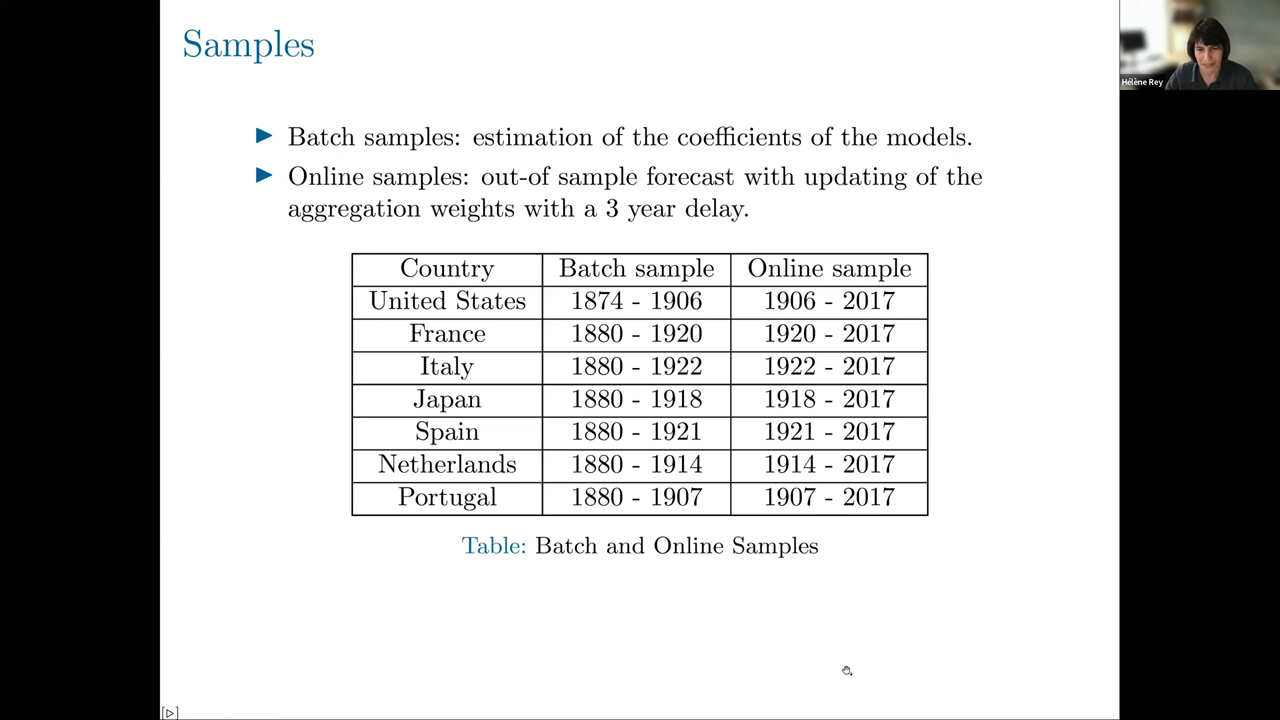 Samples
Hélène Rey
▶ Batch samples: estimation of the coefficients of the models.
▶ Online samples: out-of sample forecast with updating of the
aggregation weights with a 3 year delay.
Country Batch sample Online sample
United States 1874 - 1906 1906 - 2017
France 1880 - 1920 1920 - 2017
Italy 1880 - 1922 1922 - 2017
Japan 1880 - 1918 1918 - 2017
Spain 1880 - 1921 1921 - 2017
Netherlands 1880 - 1914 1914 - 2017
Portugal 1880 - 1907 1907 - 2017
Table: Batch and Online Samples